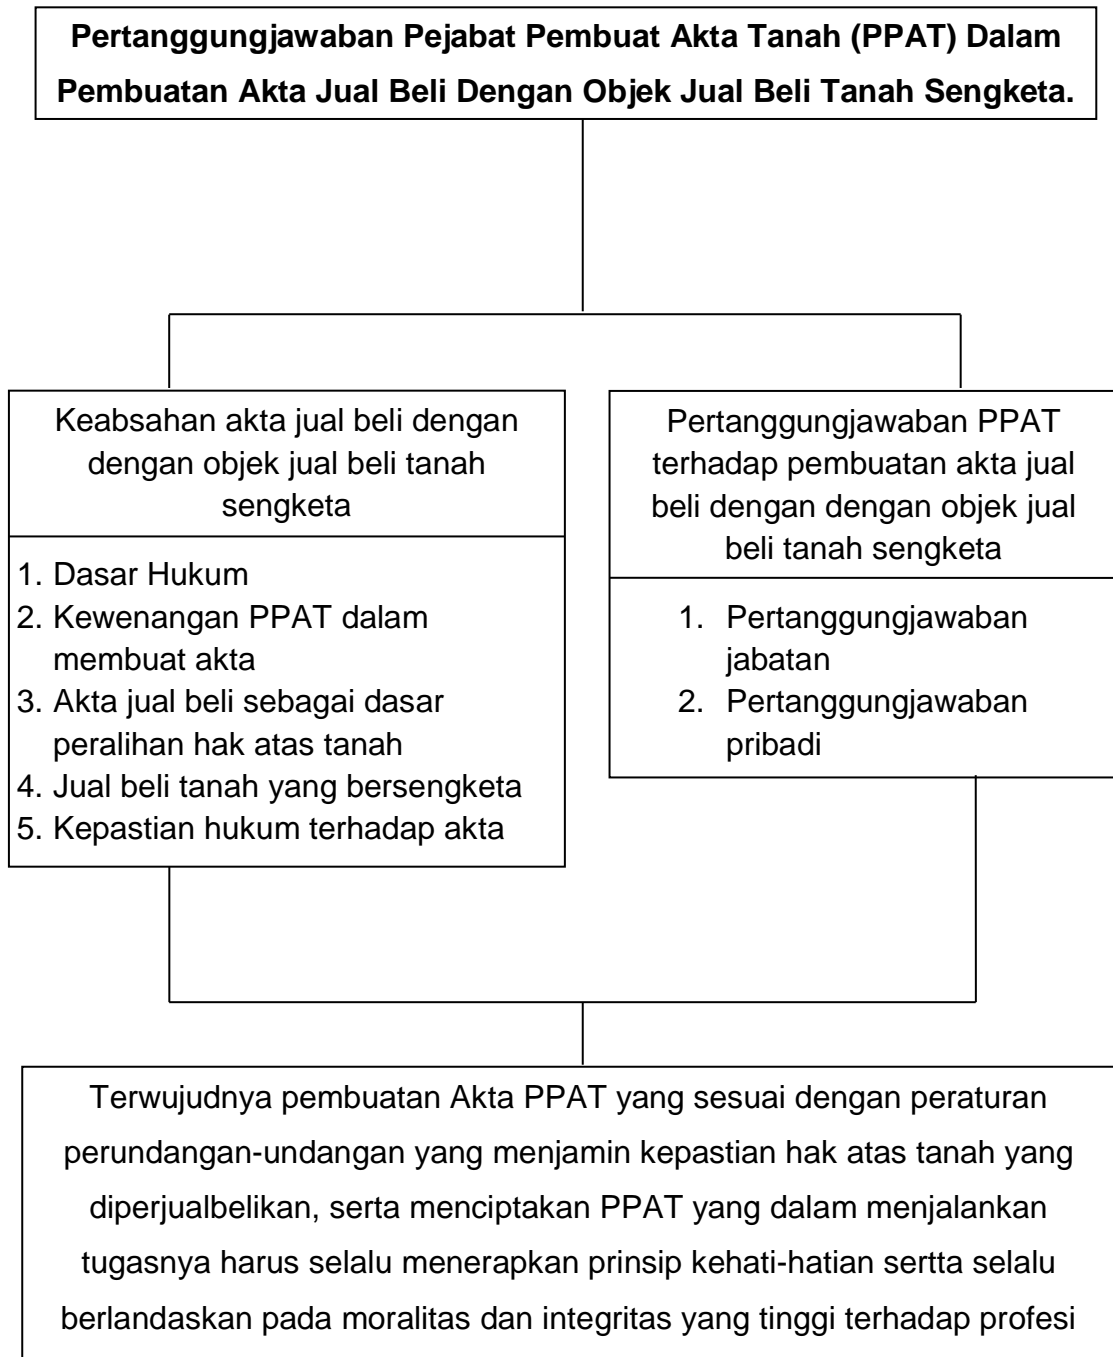 Pertanggungjawaban Pejabat Pembuat Akta Tanah (PPAT) Dalam
Pembuatan Akta Jual Beli Dengan Objek Jual Beli Tanah Sengketa.
Keabsahan akta jual beli dengan
dengan objek jual beli tanah
sengketa
1. Dasar Hukum
2. Kewenangan PPAT dalam
membuat akta
3. Akta jual beli sebagai dasar
peralihan hak atas tanah
4. Jual beli tanah yang bersengketa
5. Kepastian hukum terhadap akta
Pertanggungjawaban PPAT
terhadap pembuatan akta jual
beli dengan dengan objek jual
beli tanah sengketa
1. Pertanggungjawaban
jabatan
2. Pertanggungjawaban
pribadi
Terwujudnya pembuatan Akta PPAT yang sesuai dengan peraturan
perundangan-undangan yang menjamin kepastian hak atas tanah yang
diperjualbelikan, serta menciptakan PPAT yang dalam menjalankan
tugasnya harus selalu menerapkan prinsip kehati-hatian sertta selalu
berlandaskan pada moralitas dan integritas yang tinggi terhadap profesi